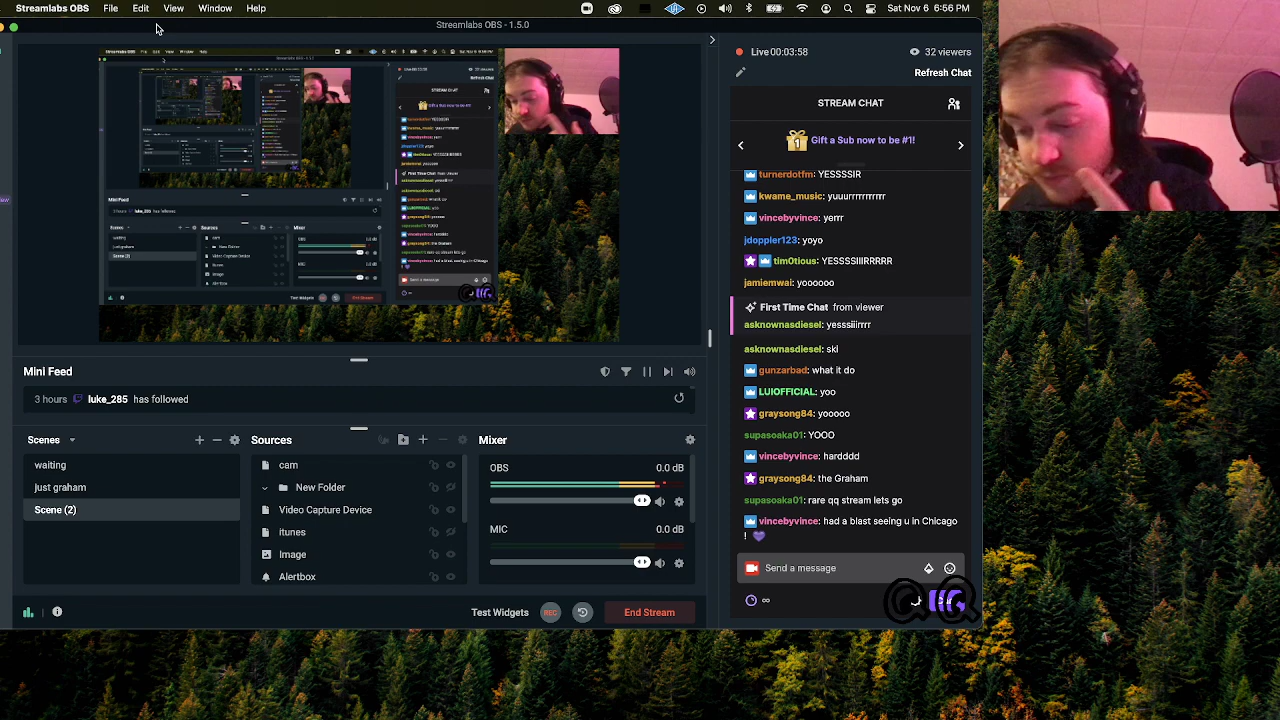 Streamlabs OBS File Edit View Window Help
Sat Nov 6 6:56 PM
Streamlabs OBS - 1.5.0
Live 00:03:58
32 viewers
Refresh Chat
STREAM CHAT
Gift a Sub now to be #1!
turnerdotfm: YESSSIR
kwame_music: yuurrrrrrrrr
vincebyvince: yerrr
jdoppler123: yoyo
tim0tious: YESSSIIIRRRRR
jamiemwai: yoooooo
First Time Chat from viewer
asknownasdiesel: yesssiiirrrr
asknownasdiesel: ski
gunzarbad: what it do
LUIOFFICIAL: yoo
graysong84: yooooo
supasoaka01: YOOO
vincebyvince: hardddd
graysong84: the Graham
supasoaka01: rare qq stream lets go
vincebyvince: had a blast seeing u in Chicago
!
Send a message
Mini Feed
3 hours luke_285 has followed
Scenes
waiting
just graham
Scene (2)
Sources
cam
New Folder
Video Capture Device
itunes
Image
Alertbox
Mixer
OBS 0.0 dB
MIC 0.0 dB
Test Widgets
REC
End Stream